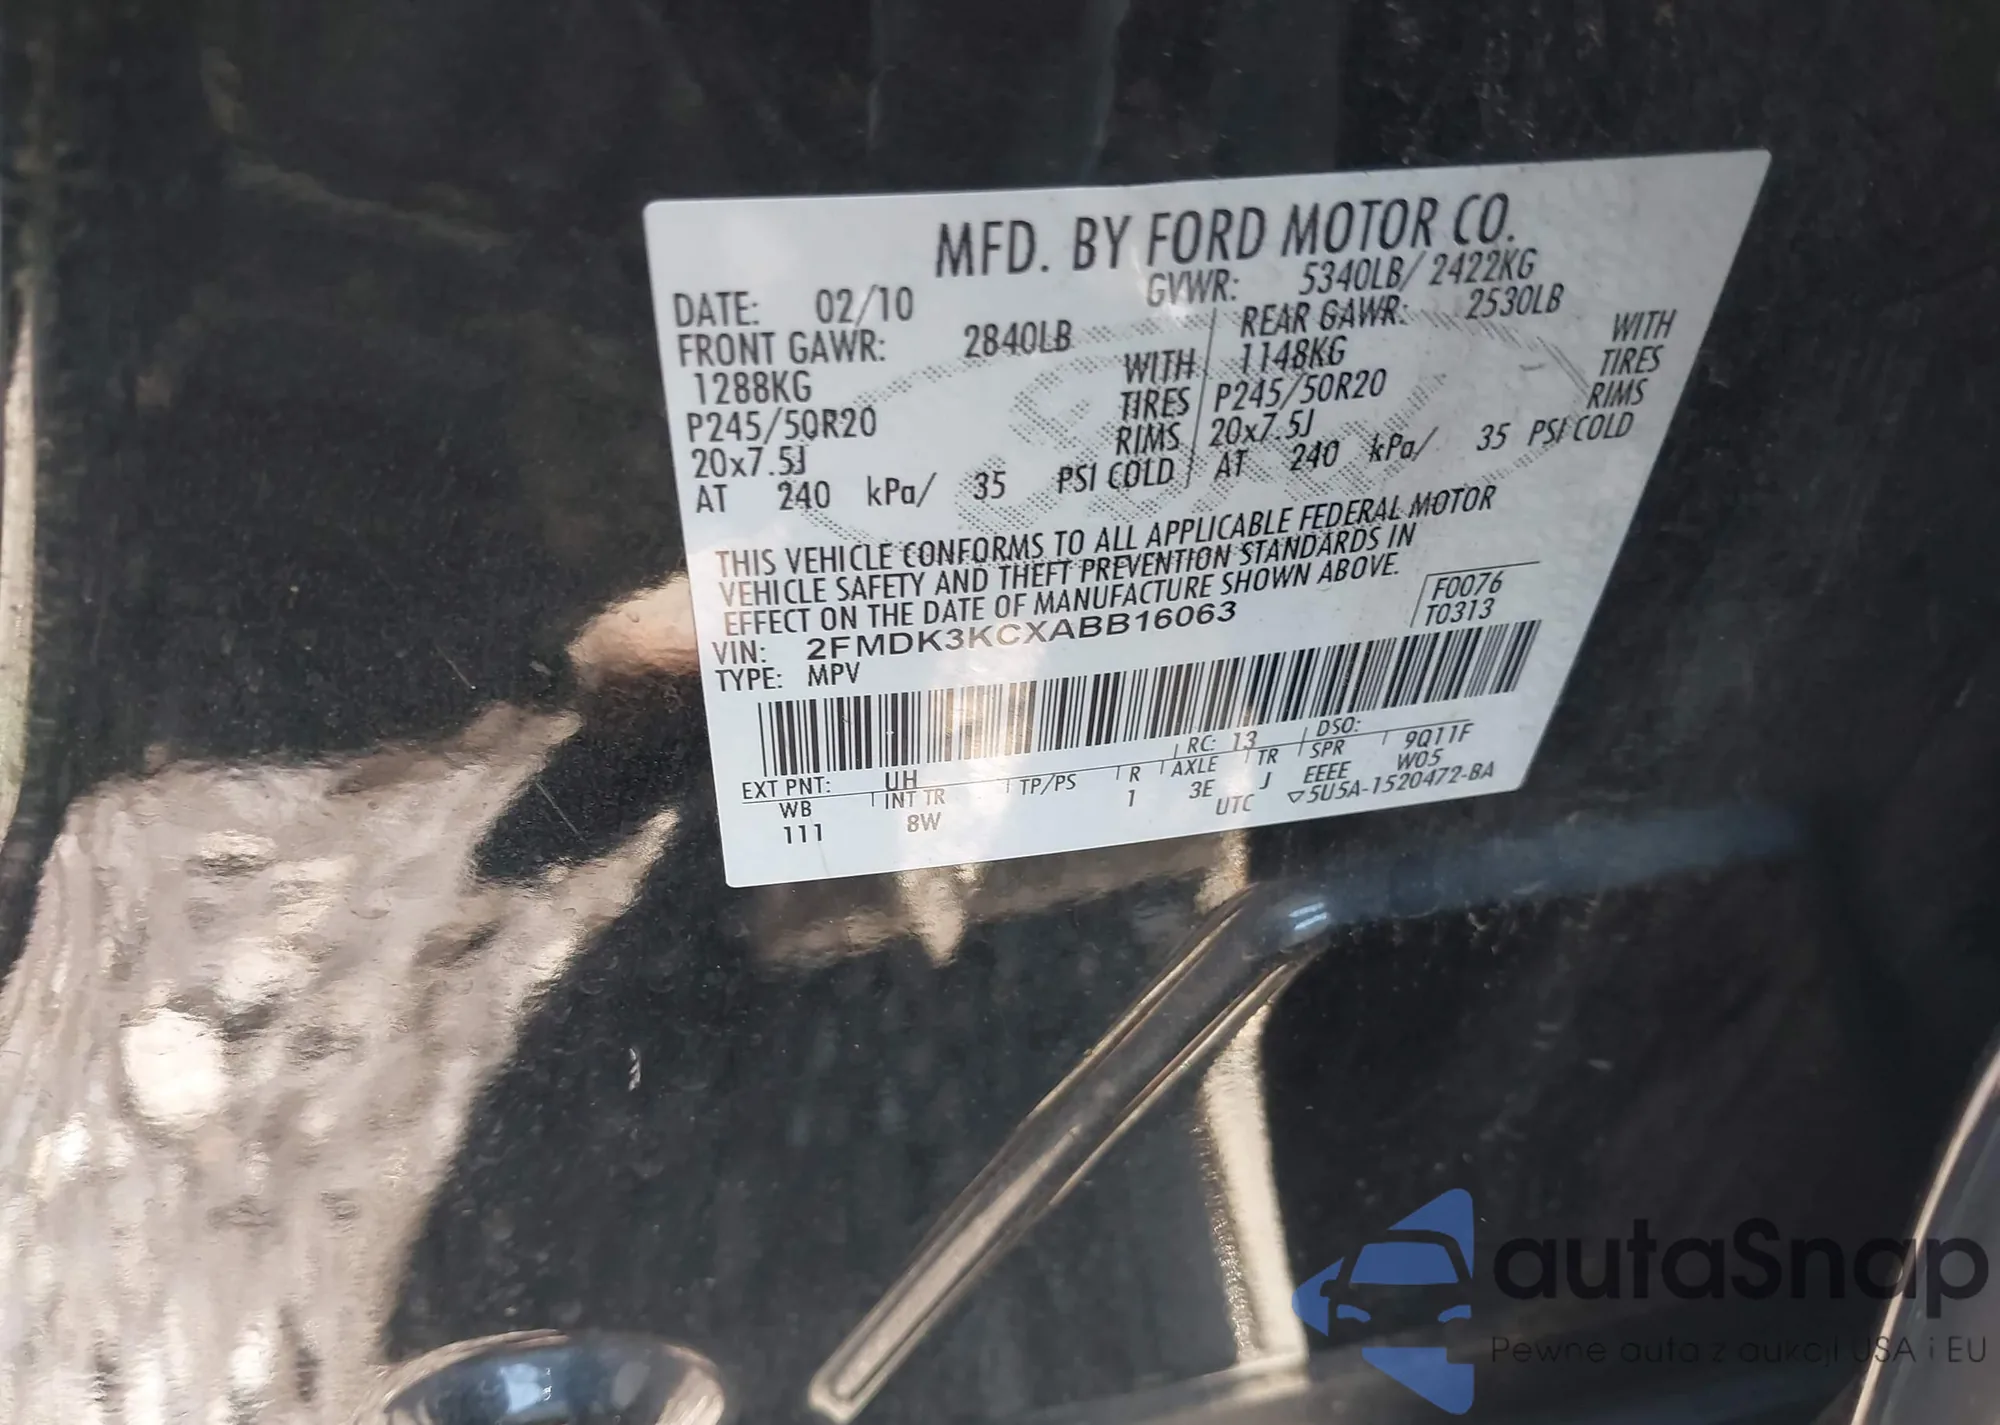 MFD. BY FORD MOTOR CO.
DATE: 02/10 GVWR: 5340LB/ 2422KG
FRONT GAWR: 2840LB REAR GAWR: 2530LB
1288KG WITH 1148KG WITH
P245/50R20 TIRES P245/50R20 TIRES
20x7.5J RIMS 20x7.5J RIMS
AT 240 kPa/ 35 PSI COLD AT 240 kPa/ 35 PSI COLD
THIS VEHICLE CONFORMS TO ALL APPLICABLE FEDERAL MOTOR
VEHICLE SAFETY AND THEFT PREVENTION STANDARDS IN
EFFECT ON THE DATE OF MANUFACTURE SHOWN ABOVE.
F0076
VIN: 2FMDK3KCXABB16063 T0313
TYPE: MPV
EXT PNT: UH RC: 13 DSO: 9Q11F
WB INT TR TP/PS R AXLE TR SPR W05
111 8W 1 3E J EEEE
UTC ▽5U5A-1520472-BA
autaSnap
Pewne auta z aukcji USA i EU